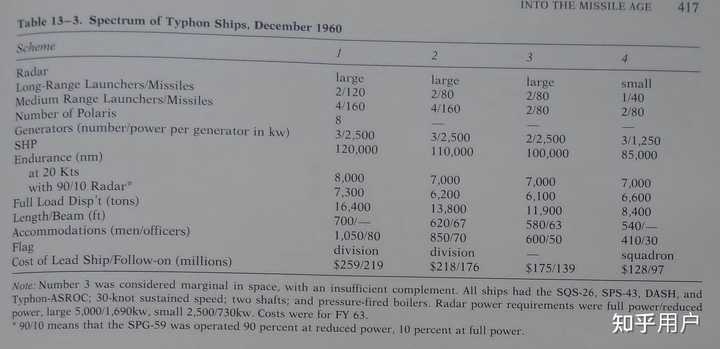 INTO THE MISSILE AGE 417
Table 13–3. Spectrum of Typhon Ships, December 1960
Scheme 1 2 3 4
Radar large large large small
Long-Range Launchers/Missiles 2/120 2/80 2/80 1/40
Medium Range Launchers/Missiles 4/160 4/160 2/80 2/80
Number of Polaris 8 — — —
Generators (number/power per generator in kw) 3/2,500 3/2,500 2/2,500 3/1,250
SHP 120,000 110,000 100,000 85,000
Endurance (nm)
at 20 Kts 8,000 7,000 7,000 7,000
with 90/10 Radar* 7,300 6,200 6,100 6,600
Full Load Disp't (tons) 16,400 13,800 11,900 8,400
Length/Beam (ft) 700/— 620/67 580/63 540/—
Accommodations (men/officers) 1,050/80 850/70 600/50 410/30
Flag division division — squadron
Cost of Lead Ship/Follow-on (millions) $259/219 $218/176 $175/139 $128/97
Note: Number 3 was considered marginal in space, with an insufficient complement. All ships had the SQS-26, SPS-43, DASH, and
Typhon-ASROC; 30-knot sustained speed; two shafts; and pressure-fired boilers. Radar power requirements were full power/reduced
power, large 5,000/1,690kw, small 2,500/730kw. Costs were for FY 63.
* 90/10 means that the SPG-59 was operated 90 percent at reduced power, 10 percent at full power.
知乎用户